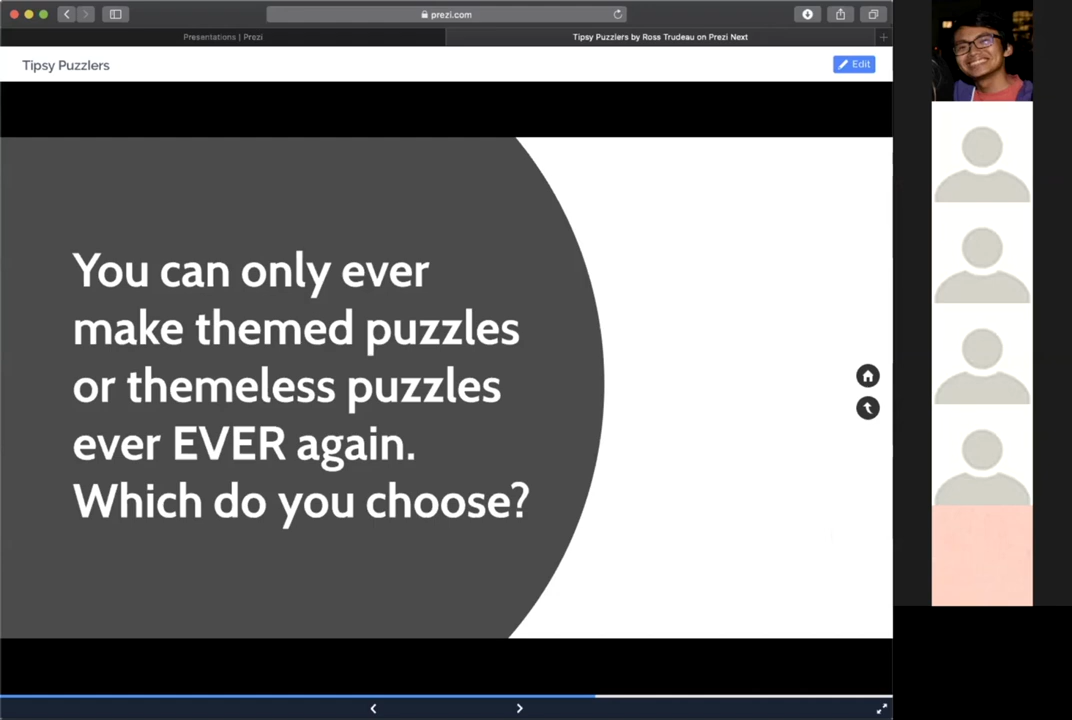 prezi.com
Presentations | Prezi
Tipsy Puzzlers by Ross Trudeau on Prezi Next
Tipsy Puzzlers
Edit
You can only ever
make themed puzzles
or themeless puzzles
ever EVER again.
Which do you choose?